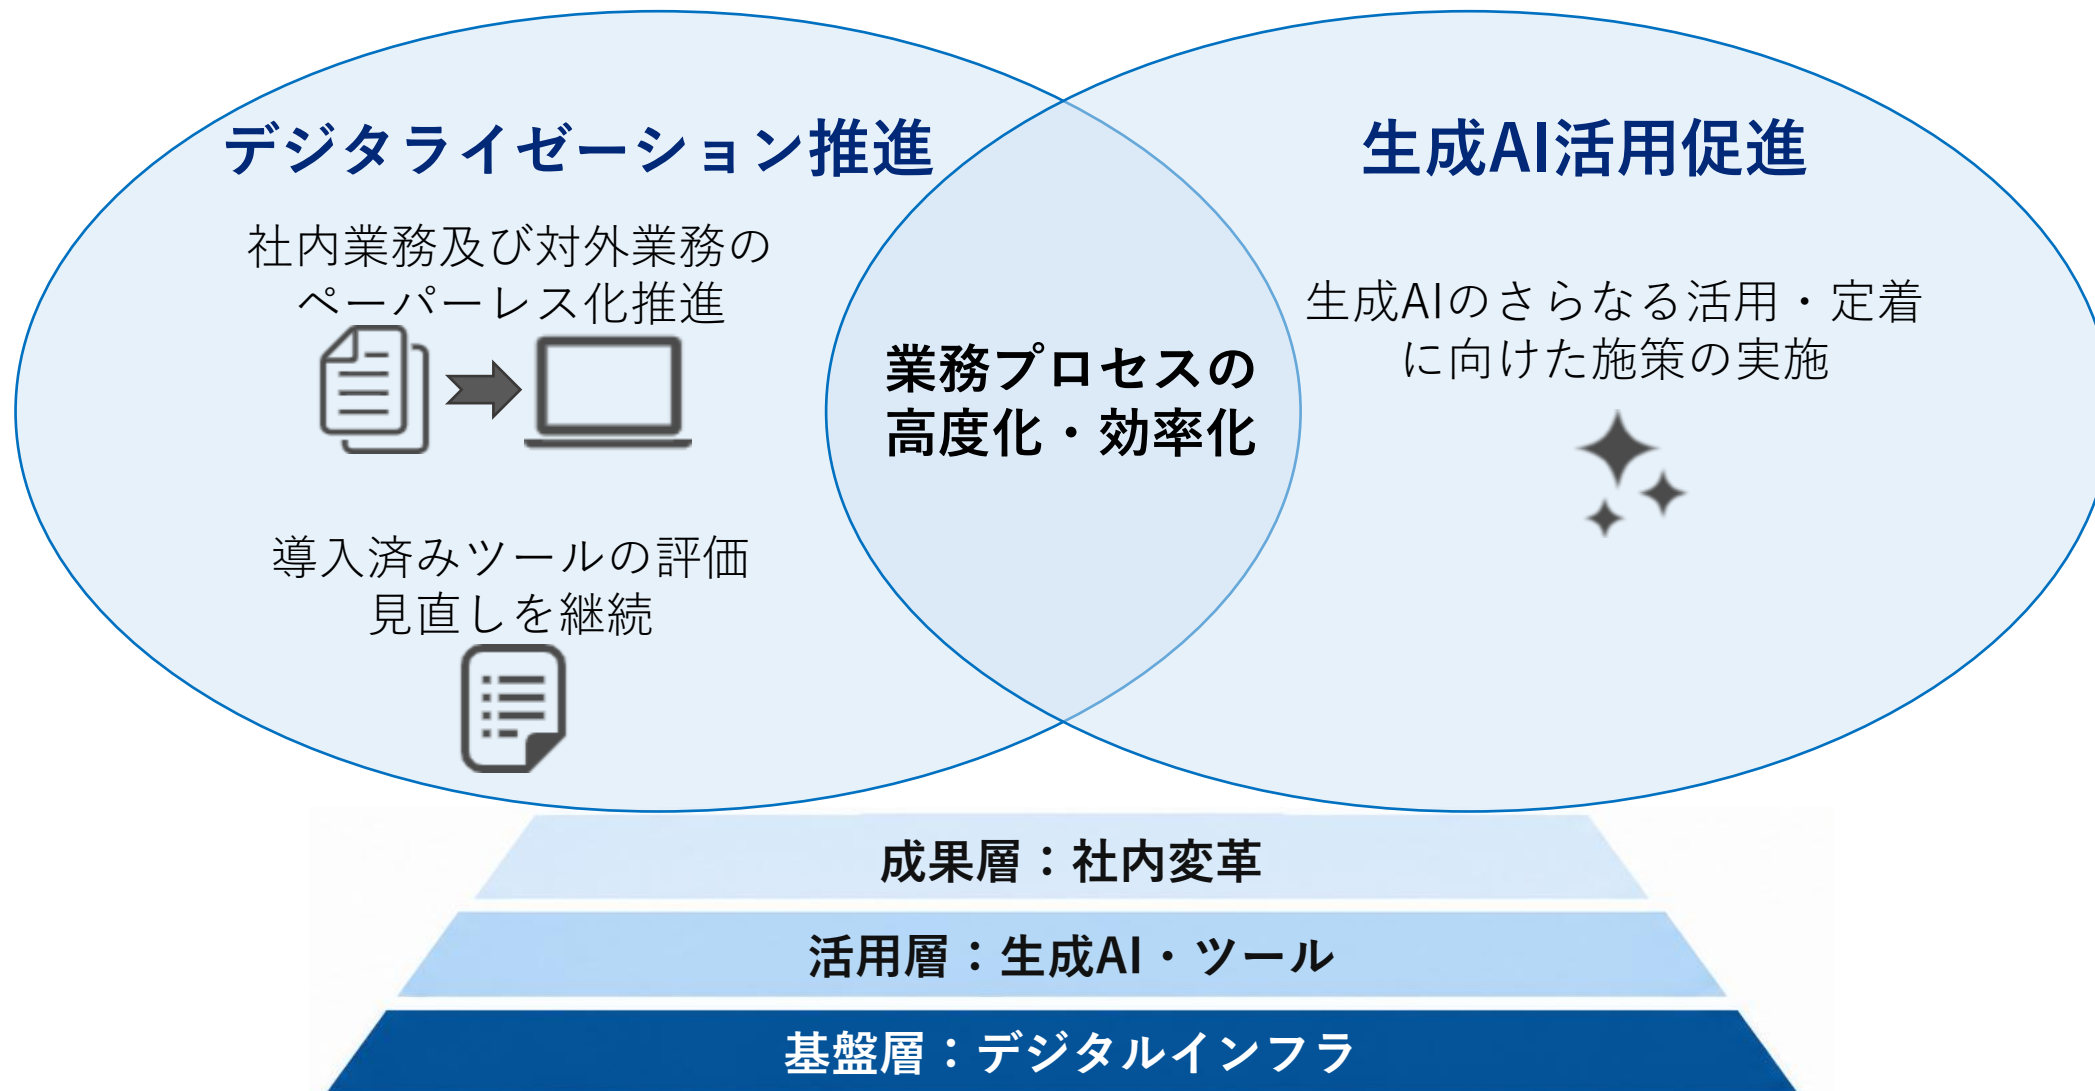 デジタライゼーション推進
社内業務及び対外業務の
ペーパーレス化推進
導入済みツールの評価
見直しを継続
業務プロセスの
高度化・効率化
生成AI活用促進
生成AIのさらなる活用・定着
に向けた施策の実施
成果層：社内変革
活用層：生成AI・ツール
基盤層：デジタルインフラ